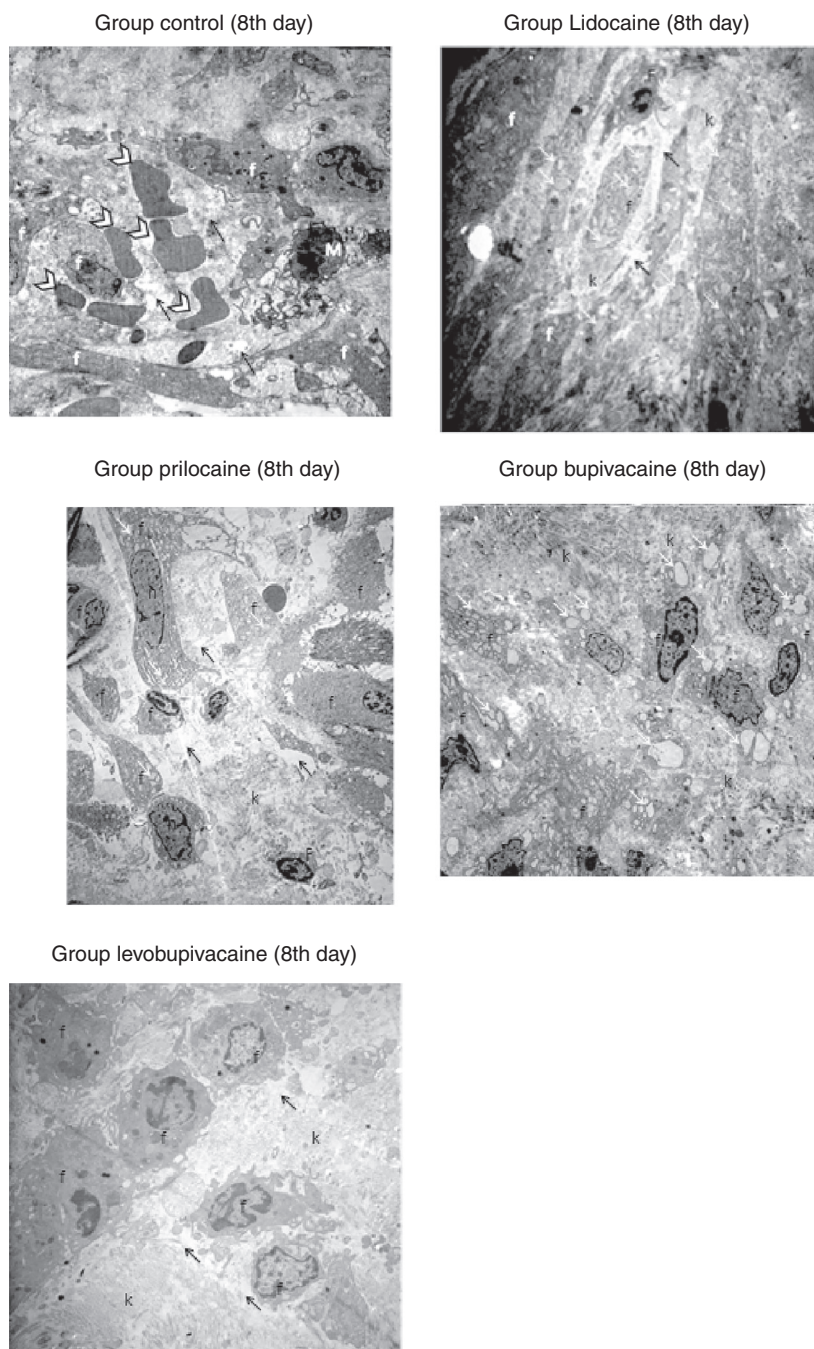 Group control (8th day)
Group Lidocaine (8th day)
f
M
f
f
f
f
f
k
f
k
k
f
Group prilocaine (8th day)
Group bupivacaine (8th day)
f
n
f
f
f
f
f
f
f
k
f
k
k
f
f
f
f
f
k
f
Group levobupivacaine (8th day)
f
f
f
k
f
f
f
k